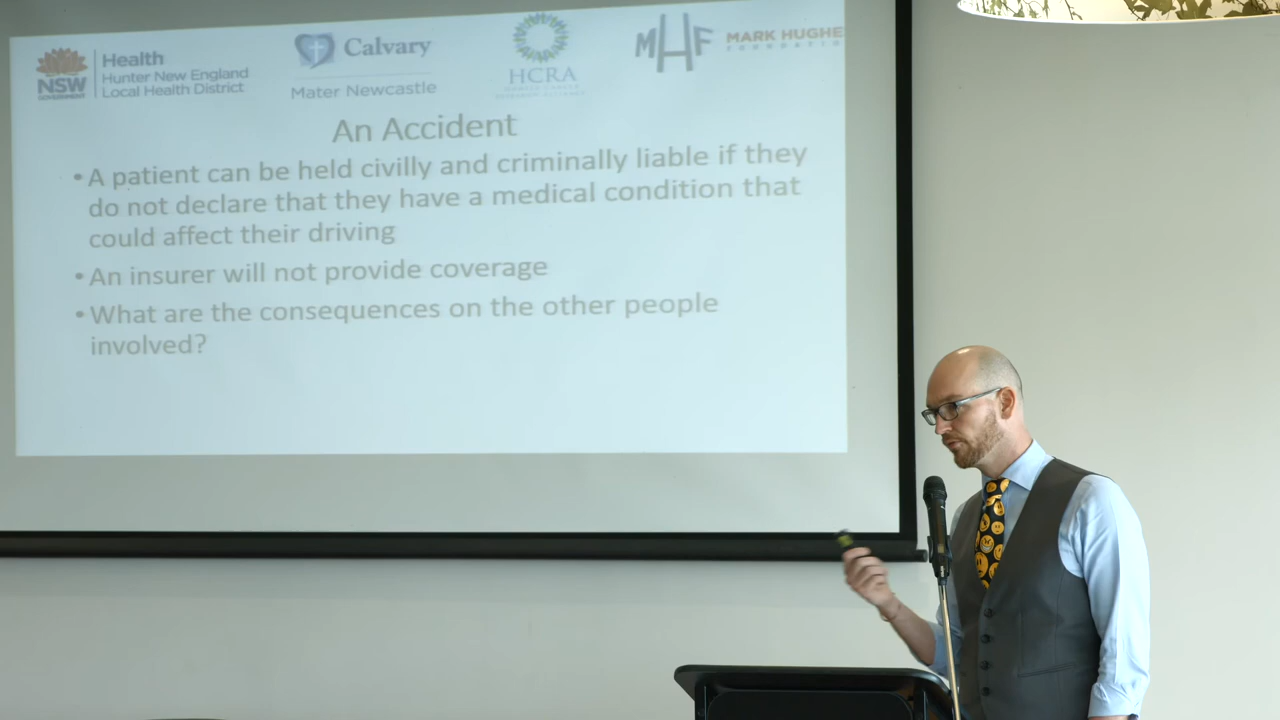 Health
Hunter New England
Local Health District
NSW
GOVERNMENT
Calvary
Mater Newcastle
HCRA
MHF
MARK HUGHE
An Accident
• A patient can be held civilly and criminally liable if they
do not declare that they have a medical condition that
could affect their driving
• An insurer will not provide coverage
• What are the consequences on the other people
involved?